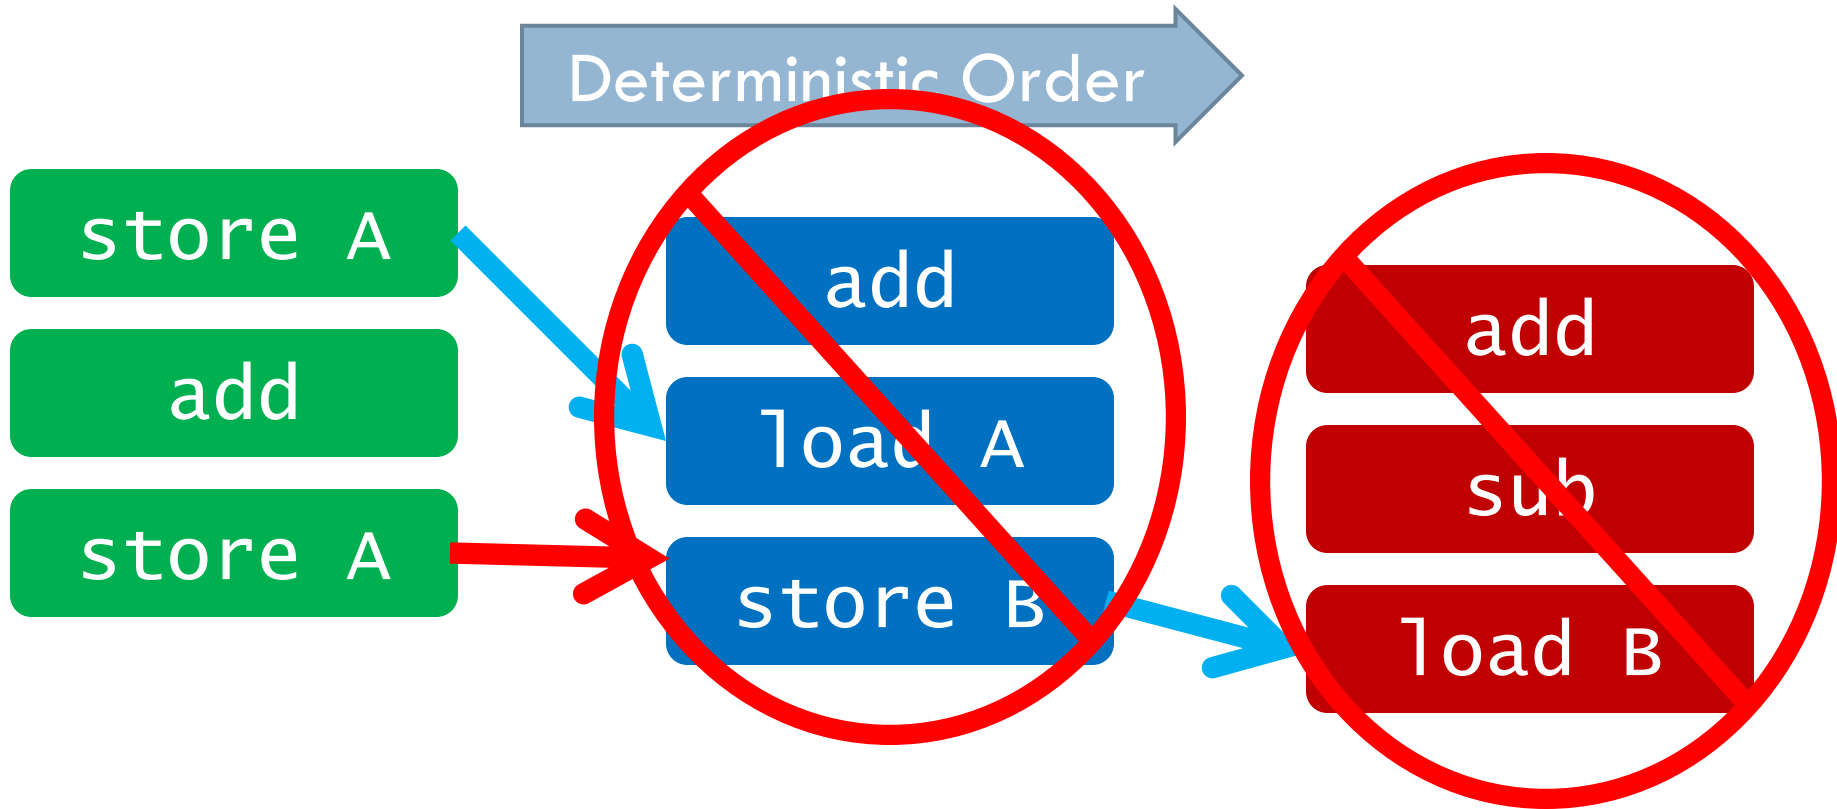 Deterministic Order
store A
add
store A
add
load A
store B
add
sub
load B